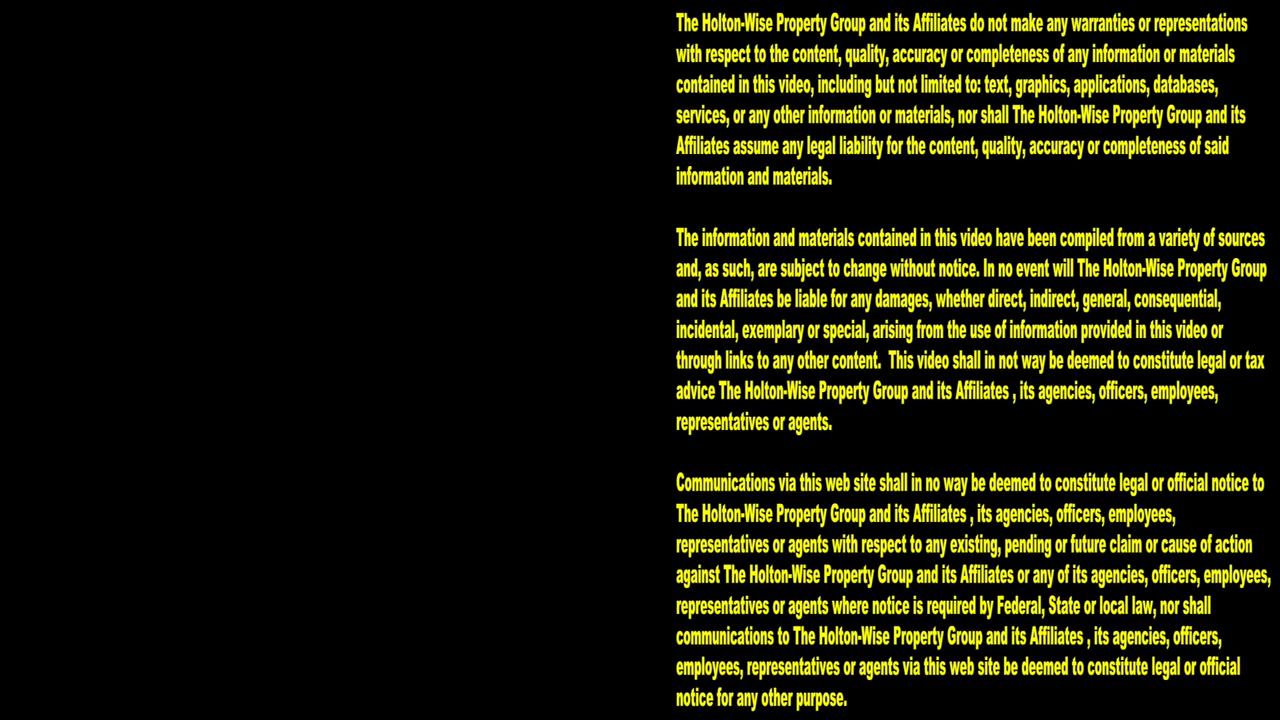 The Holton-Wise Property Group and its Affiliates do not make any warranties or representations
with respect to the content, quality, accuracy or completeness of any information or materials
contained in this video, including but not limited to: text, graphics, applications, databases,
services, or any other information or materials, nor shall The Holton-Wise Property Group and its
Affiliates assume any legal liability for the content, quality, accuracy or completeness of said
information and materials.
The information and materials contained in this video have been compiled from a variety of sources
and, as such, are subject to change without notice. In no event will The Holton-Wise Property Group
and its Affiliates be liable for any damages, whether direct, indirect, general, consequential,
incidental, exemplary or special, arising from the use of information provided in this video or
through links to any other content.  This video shall in not way be deemed to constitute legal or tax
advice The Holton-Wise Property Group and its Affiliates , its agencies, officers, employees,
representatives or agents.
Communications via this web site shall in no way be deemed to constitute legal or official notice to
The Holton-Wise Property Group and its Affiliates , its agencies, officers, employees,
representatives or agents with respect to any existing, pending or future claim or cause of action
against The Holton-Wise Property Group and its Affiliates or any of its agencies, officers, employees,
representatives or agents where notice is required by Federal, State or local law, nor shall
communications to The Holton-Wise Property Group and its Affiliates , its agencies, officers,
employees, representatives or agents via this web site be deemed to constitute legal or official
notice for any other purpose.